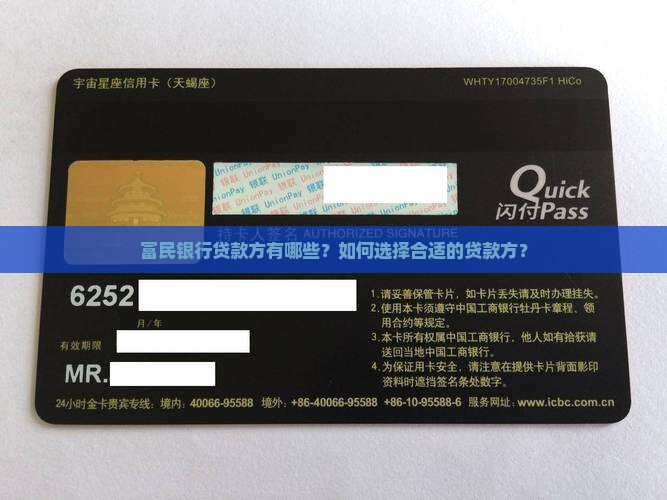 宇宙星座信用卡（天蝎座）
WHTY17004735F1 HiCo
UnionPay 银联 UnionPay 银联 UnionPay
Quick
闪付Pass
持卡人签名 AUTHORIZED SIGNATURE
富民银行贷款方有哪些？如何选择合适的贷款方？
6252
月/年
有效期限
MR.
1.请妥善保管卡片，如卡片丢失请及时办理挂失。
2.使用本卡须遵守中国工商银行牡丹卡章程、领
用合约等规定。
3.本卡所有权属中国工商银行，他人如有拾获请
送回当地中国工商银行。
4.为保证用卡安全，请注意在提供卡片背面影印
资料时遮挡签名条处数字。
24小时金卡贵宾专线：境内：40066-95588 境外：+86-40066-95588 +86-10-95588-6 服务网址：www.icbc.com.cn